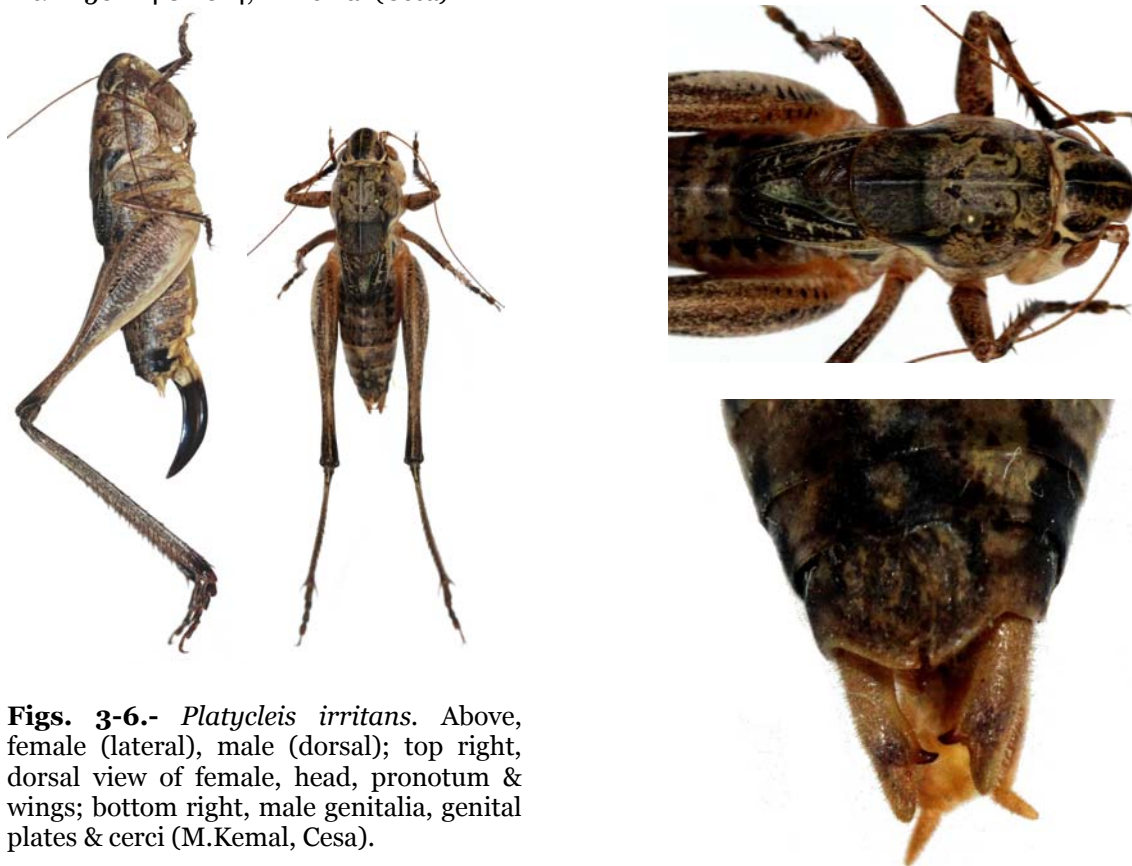 Figs. 3-6.- Platycleis irritans. Above,
female (lateral), male (dorsal); top right,
dorsal view of female, head, pronotum &
wings; bottom right, male genitalia, genital
plates & cerci (M.Kemal, Cesa).